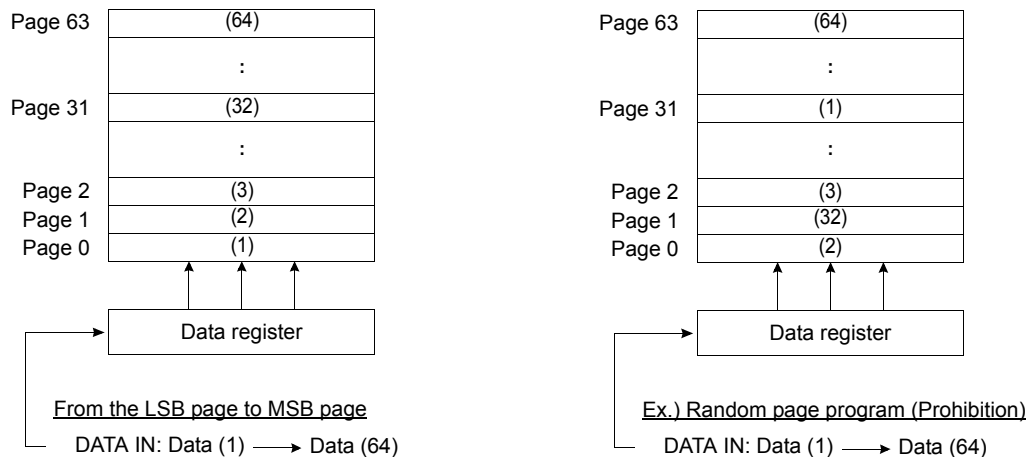 Page 63 (64)
:
Page 31 (32)
:
Page 2 (3)
Page 1 (2)
Page 0 (1)
Data register
From the LSB page to MSB page
DATA IN: Data (1) Data (64)
Page 63 (64)
:
Page 31 (1)
:
Page 2 (3)
Page 1 (32)
Page 0 (2)
Data register
Ex.) Random page program (Prohibition)
DATA IN: Data (1) Data (64)